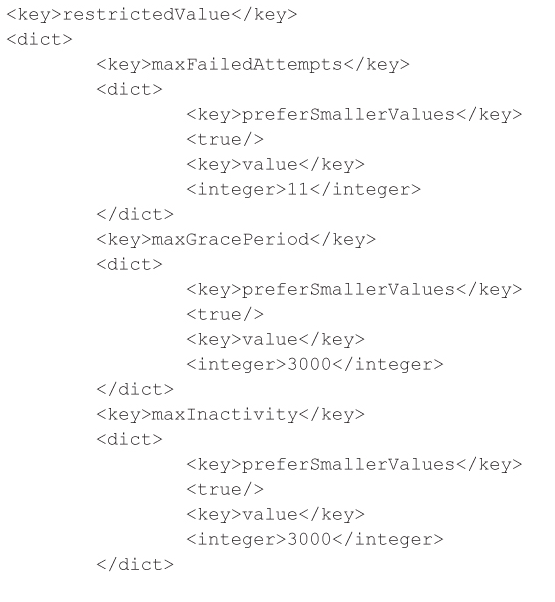 <key>restrictedValue</key>
<dict>
<key>maxFailedAttempts</key>
<dict>
<key>preferSmallerValues</key>
<true/>
<key>value</key>
<integer>11</integer>
</dict>
<key>maxGracePeriod</key>
<dict>
<key>preferSmallerValues</key>
<true/>
<key>value</key>
<integer>3000</integer>
</dict>
<key>maxInactivity</key>
<dict>
<key>preferSmallerValues</key>
<true/>
<key>value</key>
<integer>3000</integer>
</dict>